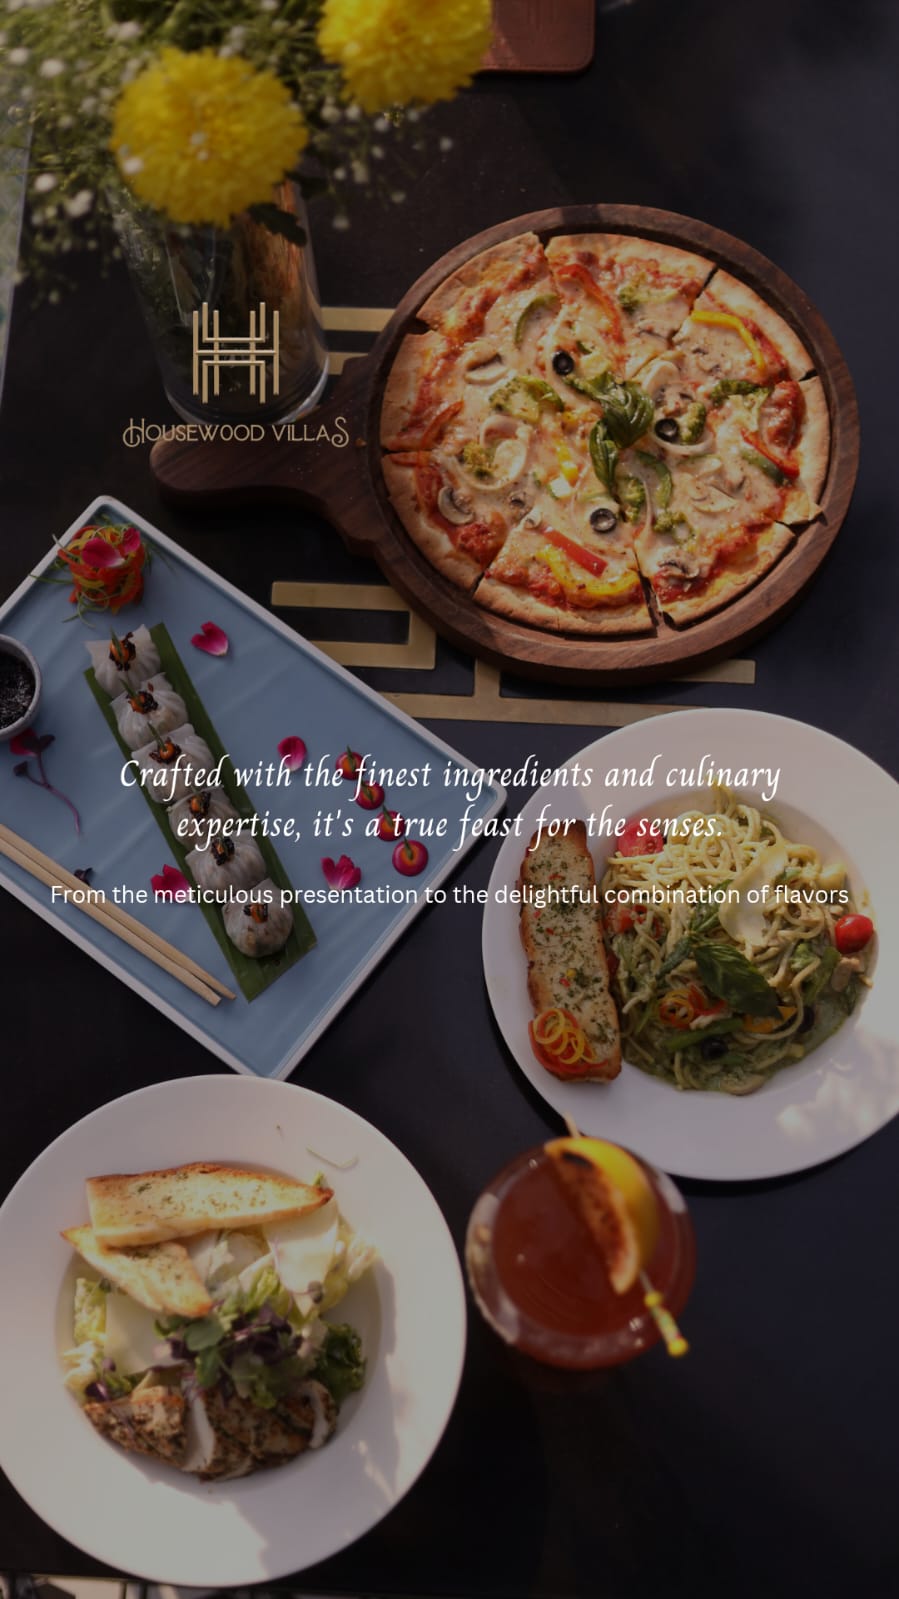 HOUSEWOOD VILLAS
Crafted with the finest ingredients and culinary
expertise, it's a true feast for the senses.
From the meticulous presentation to the delightful combination of flavors